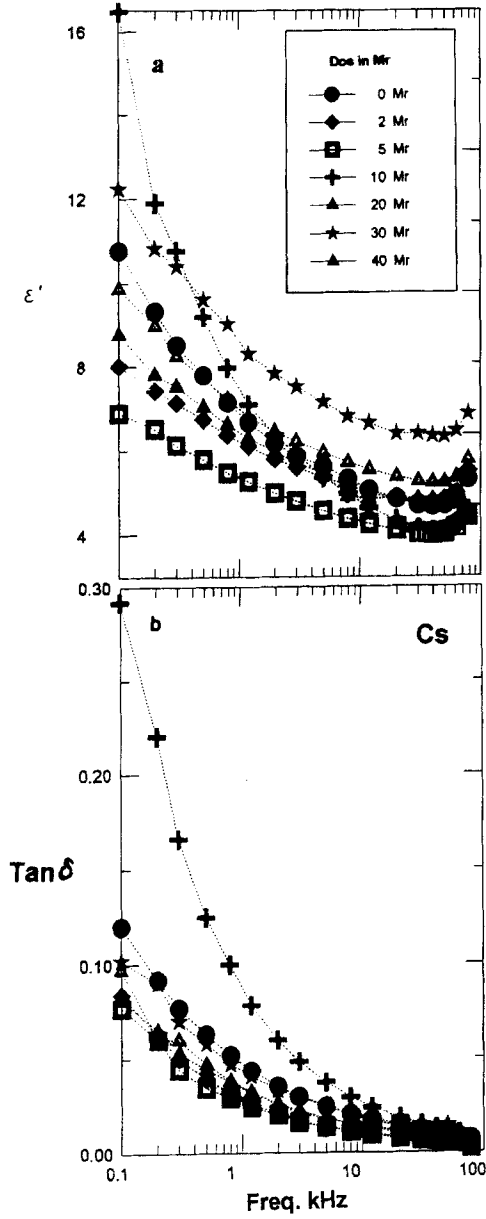 16
a
Dos in Mr
0 Mr
2 Mr
5 Mr
10 Mr
20 Mr
30 Mr
40 Mr
12
ε'
8
4
0.30
b
Cs
0.20
Tan δ
0.10
0.00
0.1
1
10
100
Freq. kHz